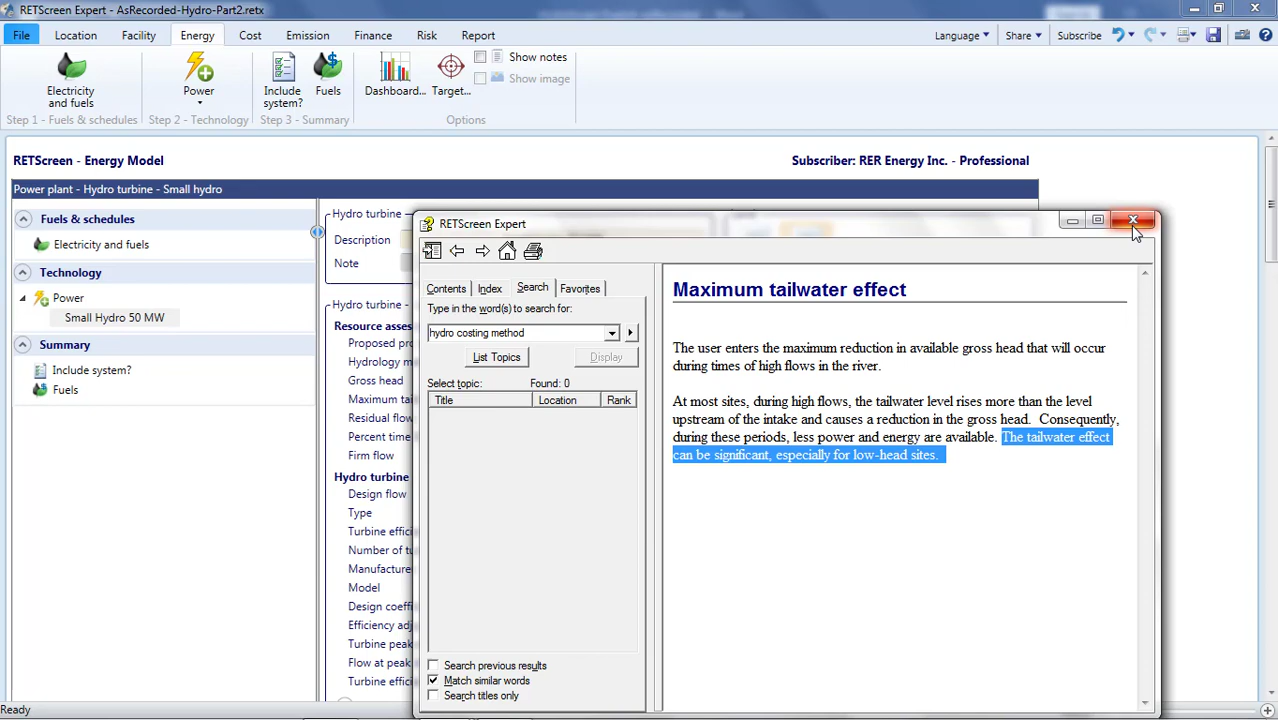 RETScreen Expert - AsRecorded-Hydro-Part2.retx
File Location Facility Energy Cost Emission Finance Risk Report Language Share Subscribe
Electricity and fuels
Power
Include system?
Fuels
Dashboard...
Target...
Show notes
Show image
Step 1 - Fuels & schedules Step 2 - Technology Step 3 - Summary Options
RETScreen - Energy Model Subscriber: RER Energy Inc. - Professional
Power plant - Hydro turbine - Small hydro
Fuels & schedules
Electricity and fuels
Technology
Power
Small Hydro 50 MW
Summary
Include system?
Fuels
Hydro turbine
Description
Note
Hydro turbine -
Resource asses
Proposed pro
Hydrology m
Gross head
Maximum tai
Residual flow
Percent time
Firm flow
Hydro turbine
Design flow
Type
Turbine effici
Number of t
Manufacture
Model
Design coeffi
Efficiency adj
Turbine peak
Flow at peak
Turbine effici
RETScreen Expert
Contents Index Search Favorites
Type in the word(s) to search for:
hydro costing method
List Topics Display
Select topic: Found: 0
Title Location Rank
Search previous results
Match similar words
Search titles only
Maximum tailwater effect
The user enters the maximum reduction in available gross head that will occur
during times of high flows in the river.
At most sites, during high flows, the tailwater level rises more than the level
upstream of the intake and causes a reduction in the gross head. Consequently,
during these periods, less power and energy are available. The tailwater effect
can be significant, especially for low-head sites.
Ready